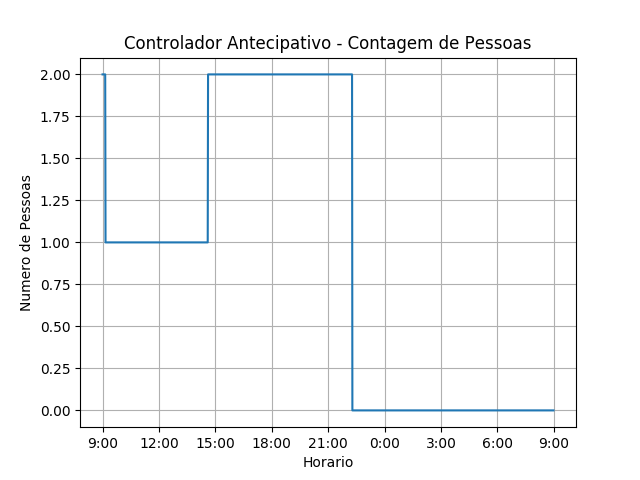 Controlador Antecipativo - Contagem de Pessoas
2.00
1.75
1.50
1.25
1.00
0.75
0.50
0.25
0.00
Numero de Pessoas
9:00 12:00 15:00 18:00 21:00 0:00 3:00 6:00 9:00
Horario